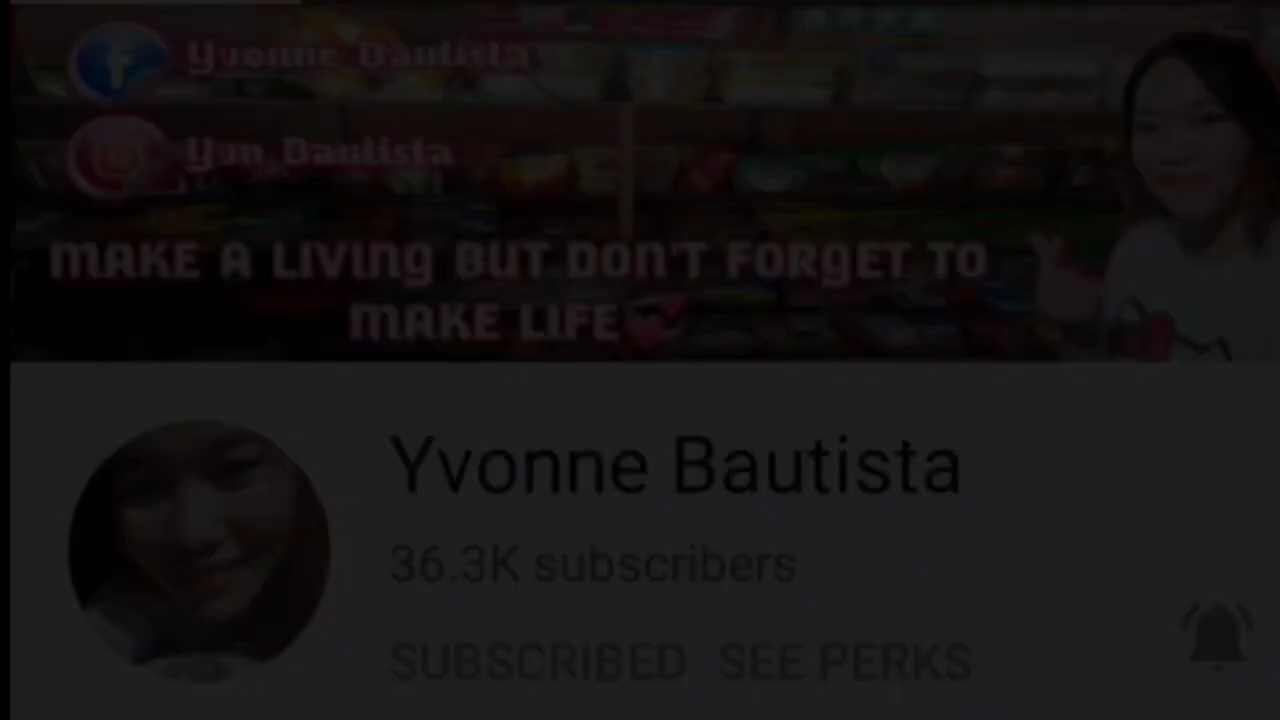 Yvonne Bautista
Yvn Bautista
MAKE A LIVING BUT DON'T FORGET TO
MAKE LIFE
Yvonne Bautista
36.3K subscribers
SUBSCRIBED SEE PERKS